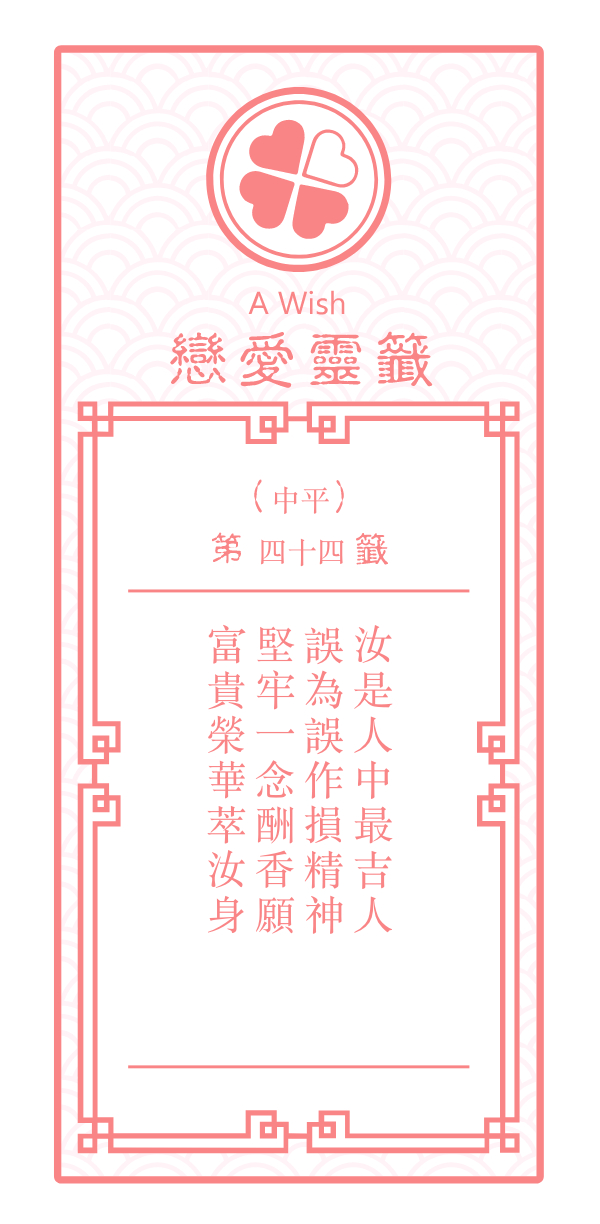 A Wish
戀愛靈籤
（中平）
第 四十四 籤
汝是人中最吉人
誤為誤作損精神
堅牢一念酬香願
富貴榮華萃汝身